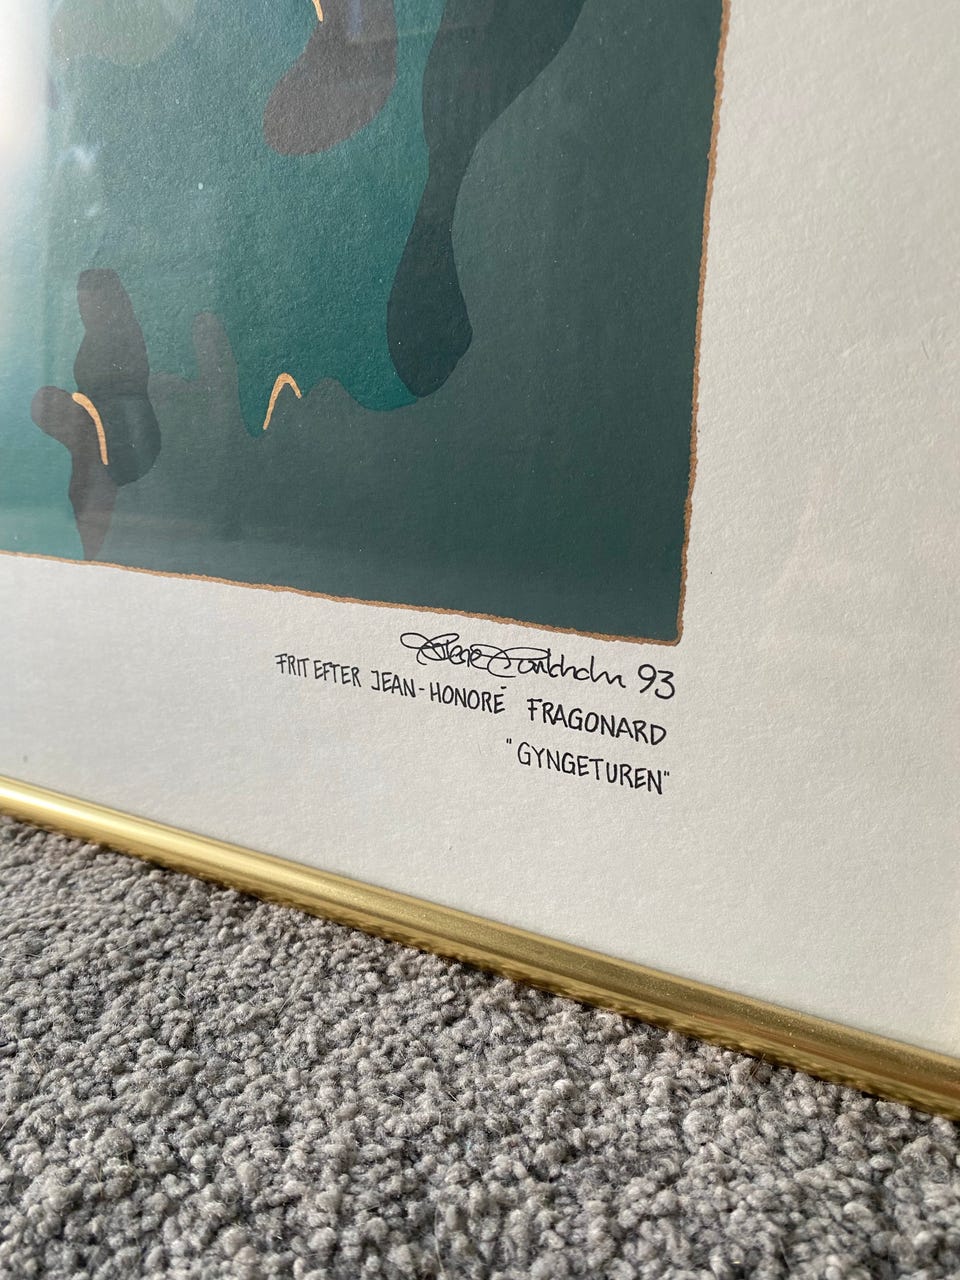 93
FRIT EFTER JEAN-HONORÉ FRAGONARD
"GYNGETUREN"